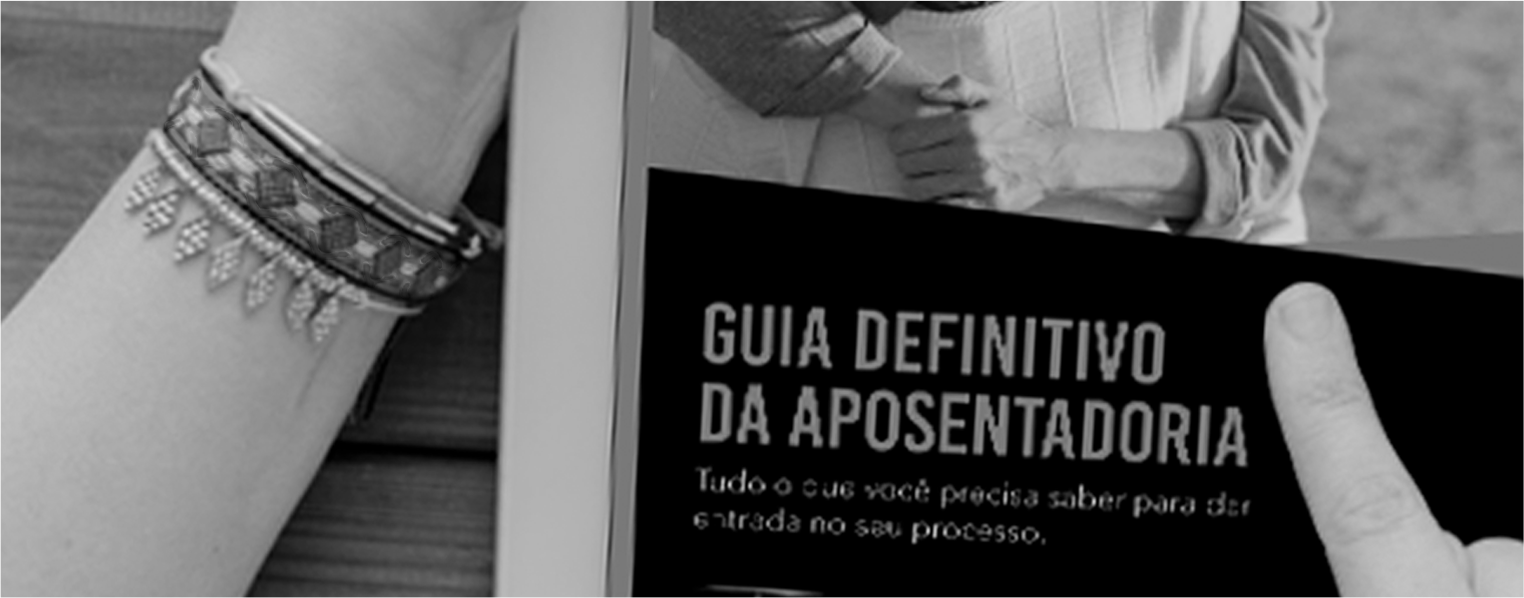 GUIA DEFINITIVO
DA APOSENTADORIA
Tudo o que você precisa saber para dar
entrada no seu processo.